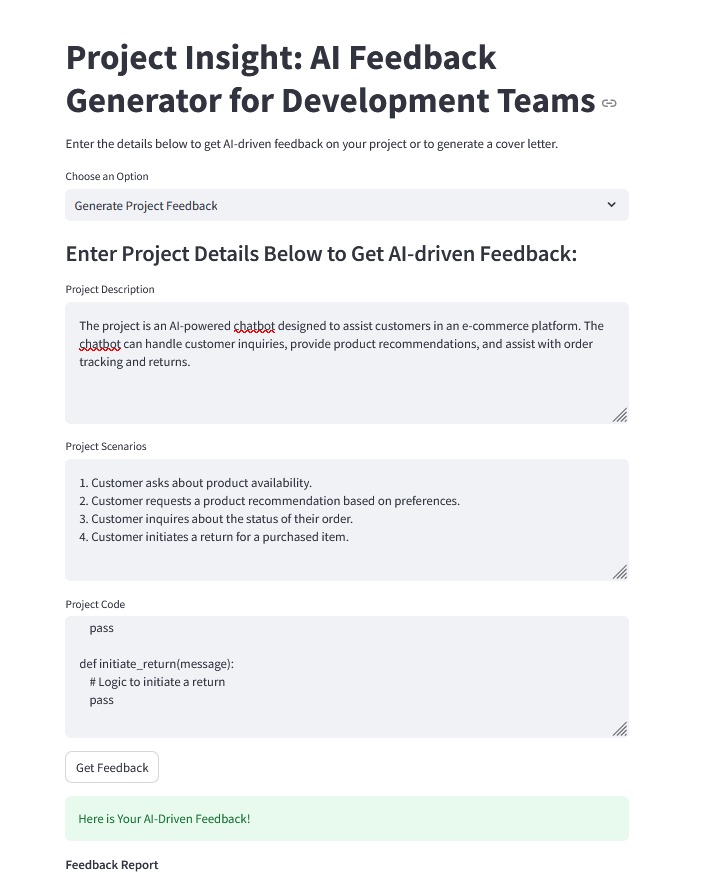 Project Insight: AI Feedback
Generator for Development Teams
Enter the details below to get AI-driven feedback on your project or to generate a cover letter.
Choose an Option
Generate Project Feedback
Enter Project Details Below to Get AI-driven Feedback:
Project Description
The project is an AI-powered chatbot designed to assist customers in an e-commerce platform. The
chatbot can handle customer inquiries, provide product recommendations, and assist with order
tracking and returns.
Project Scenarios
1. Customer asks about product availability.
2. Customer requests a product recommendation based on preferences.
3. Customer inquires about the status of their order.
4. Customer initiates a return for a purchased item.
Project Code
pass
def initiate_return(message):
# Logic to initiate a return
pass
Get Feedback
Here is Your AI-Driven Feedback!
Feedback Report